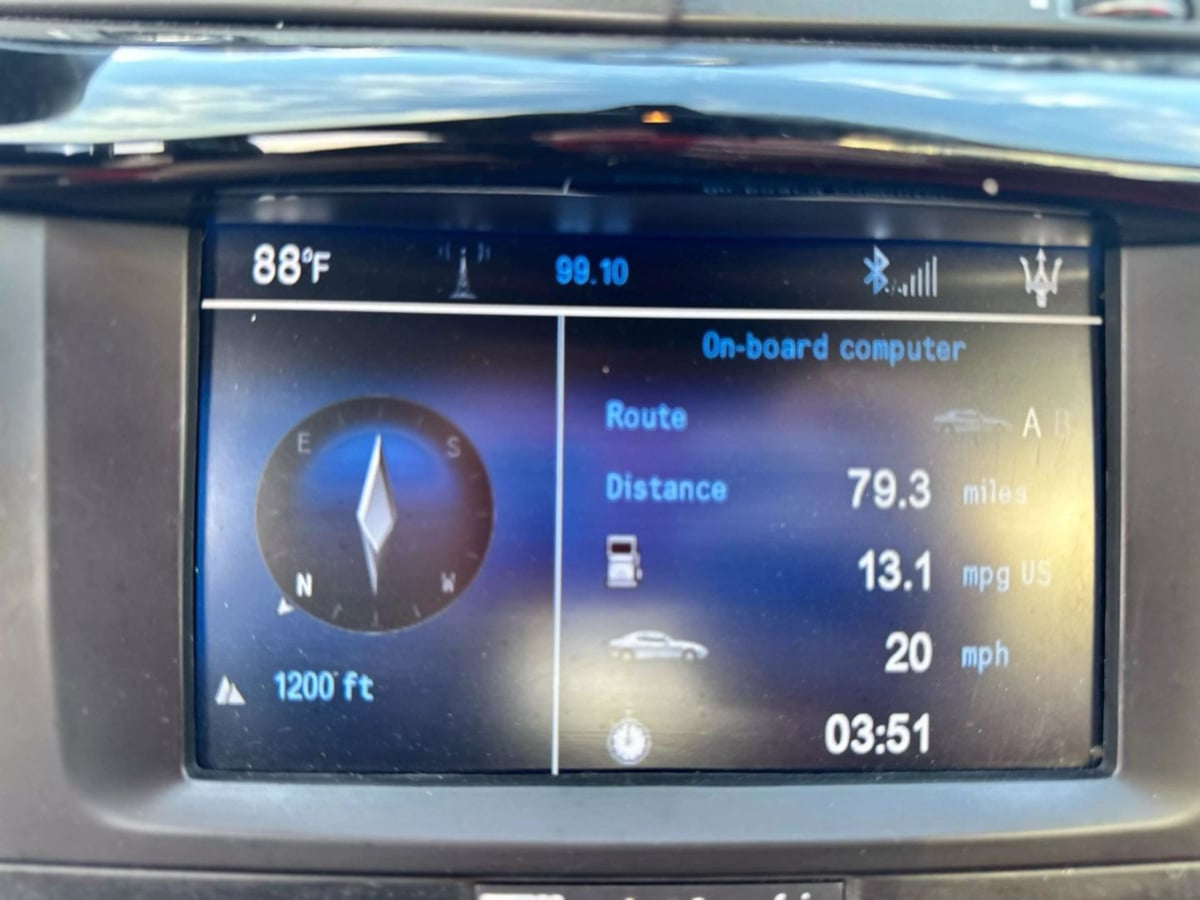 88°F 99.10
On-board computer
Route A B
E S
Distance 79.3 miles
N W
13.1 mpg US
20 mph
1200 ft
03:51